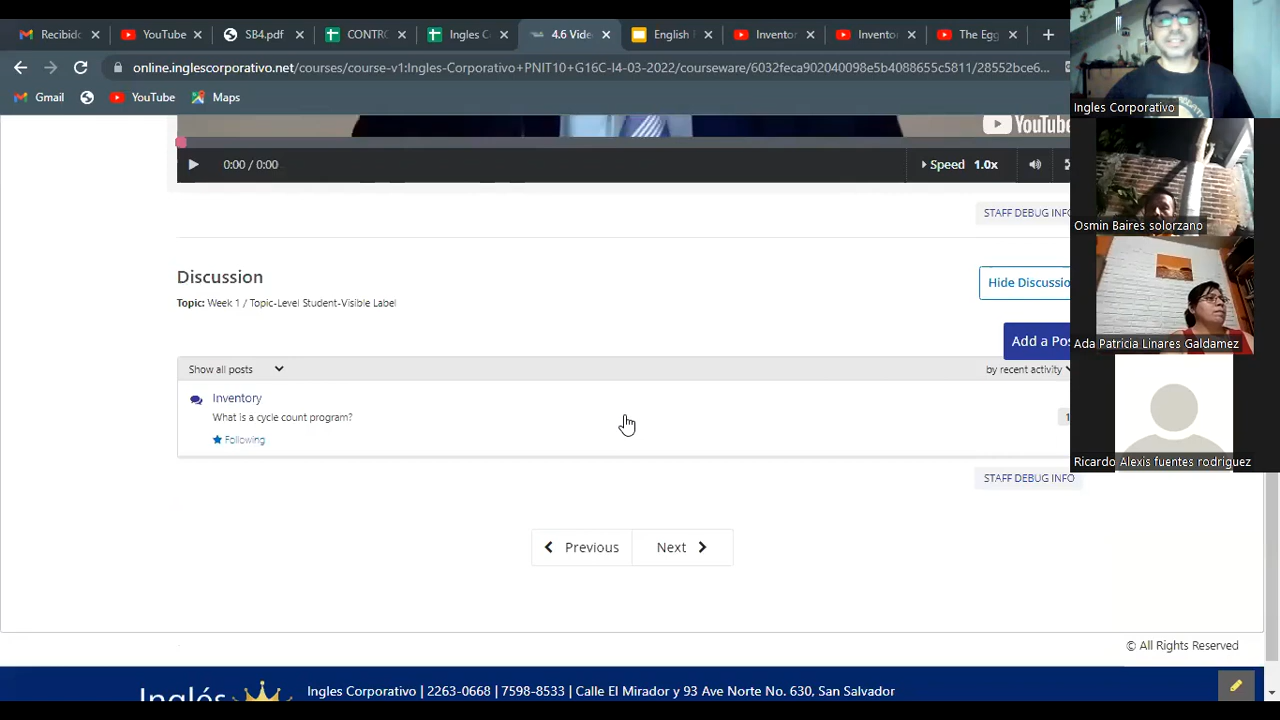 Recibido
YouTube
SB4.pdf
CONTRO
Ingles C
4.6 Vide
English
Inventor
Inventor
The Egg
online.inglescorporativo.net/courses/course-v1:Ingles-Corporativo+PNIT10+G16C-I4-03-2022/courseware/6032feca902040098e5b4088655c5811/28552bce6...
Gmail
YouTube
Maps
YouTube
0:00 / 0:00
Speed 1.0x
STAFF DEBUG INFO
Discussion
Hide Discussio
Topic: Week 1 / Topic-Level Student-Visible Label
Add a Pos
Show all posts
by recent activity
Inventory
What is a cycle count program?
1
Following
STAFF DEBUG INFO
Previous
Next
© All Rights Reserved
Inglés
Ingles Corporativo | 2263-0668 | 7598-8533 | Calle El Mirador y 93 Ave Norte No. 630, San Salvador
Ingles Corporativo
Osmin Baires solorzano
Ada Patricia Linares Galdamez
Ricardo Alexis fuentes rodriguez